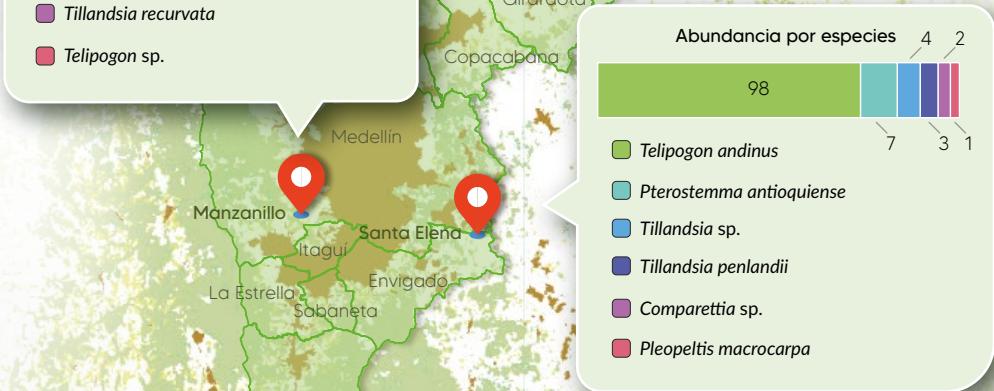 Tillandsia recurvata
Telipogon sp.
Girardota
Copacabana
Medellín
Manzanillo
Santa Elena
Itaguí
Envigado
La Estrella
Sabaneta
Abundancia por especies
4
2
98
7
3
1
Telipogon andinus
Pterostemma antioquiense
Tillandsia sp.
Tillandsia penlandii
Comparettia sp.
Pleopeltis macrocarpa